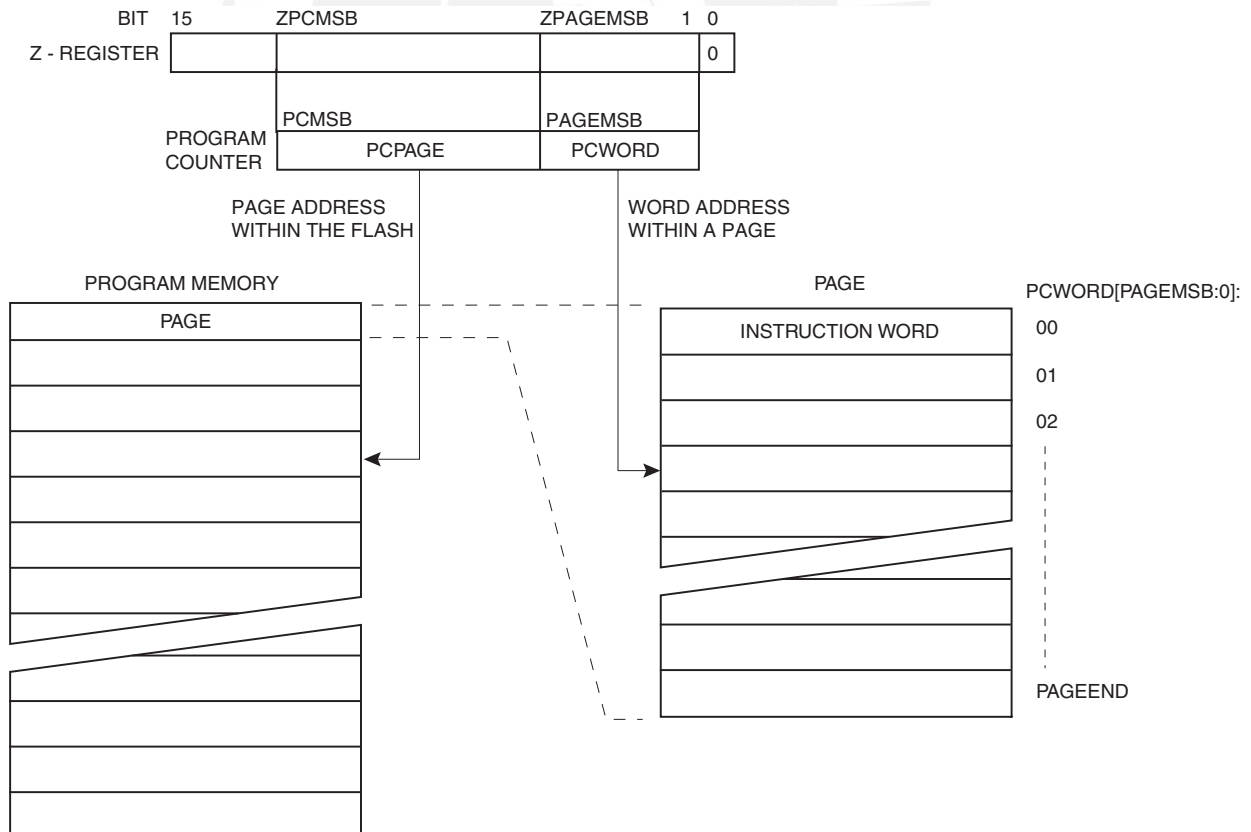 BIT 15 ZPCMSB ZPAGEMSB 1 0
Z - REGISTER 0
PCMSB PAGEMSB
PROGRAM
COUNTER
PCPAGE PCWORD
PAGE ADDRESS
WITHIN THE FLASH
WORD ADDRESS
WITHIN A PAGE
PROGRAM MEMORY
PAGE
PAGE
PCWORD[PAGEMSB:0]:
INSTRUCTION WORD
00
01
02
PAGEEND